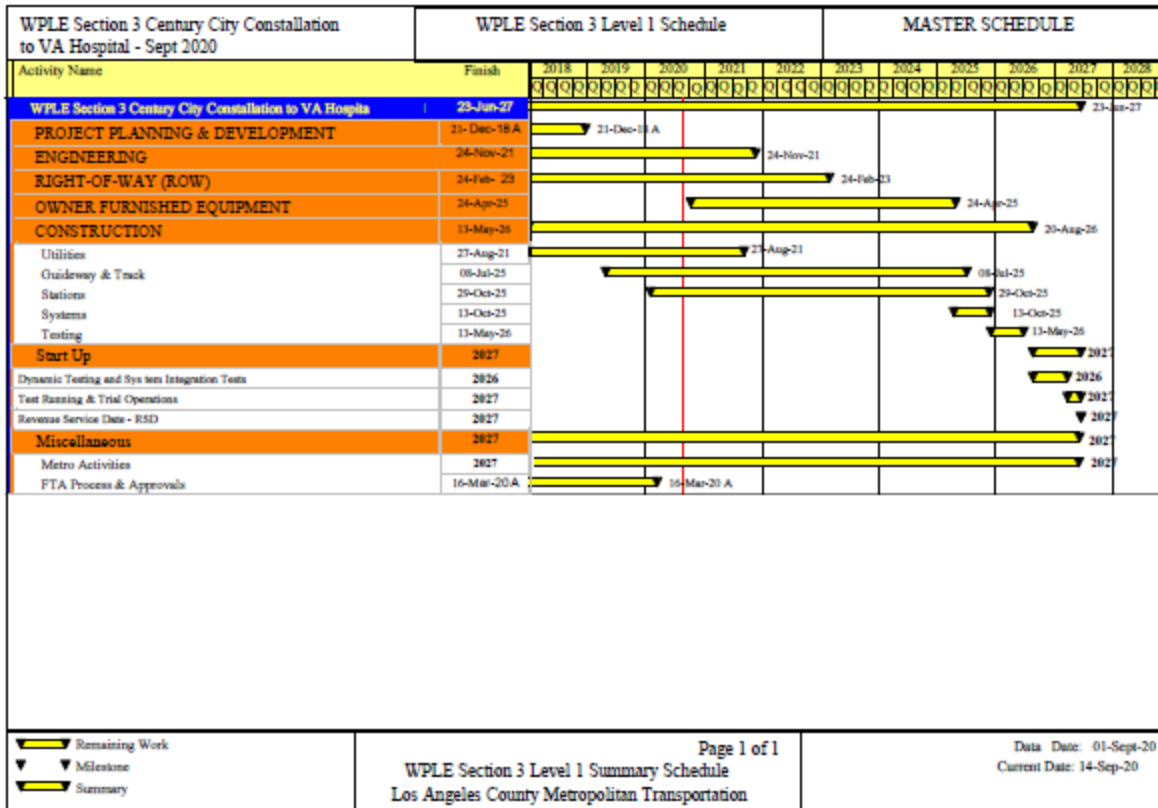 WPLE Section 3 Century City Constallation
to VA Hospital - Sept 2020
WPLE Section 3 Level 1 Schedule
MASTER SCHEDULE
Activity Name Finish 2018 2019 2020 2021 2022 2023 2024 2025 2026 2027 2028
Q Q Q Q Q Q Q Q Q Q Q Q Q Q Q Q Q Q Q Q Q Q Q Q Q Q Q Q Q Q Q Q Q Q Q Q Q Q Q Q Q Q Q
WPLE Section 3 Century City Constallation to VA Hospita 23-Jun-27 23-Jun-27
PROJECT PLANNING & DEVELOPMENT 21-Dec-18 A 21-Dec-18 A
ENGINEERING 24-Nov-21 24-Nov-21
RIGHT-OF-WAY (ROW) 24-Feb-23 24-Feb-23
OWNER FURNISHED EQUIPMENT 24-Apr-25 24-Apr-25
CONSTRUCTION 13-May-26 20-Aug-26
Utilities 27-Aug-21 27-Aug-21
Guideway & Track 08-Jul-25 08-Jul-25
Stations 29-Oct-25 29-Oct-25
Systems 13-Oct-25 13-Oct-25
Testing 13-May-26 13-May-26
Start Up 2027 2027
Dynamic Testing and Sys tem Integration Tests 2026 2026
Test Running & Trial Operations 2027 2027
Revenue Service Date - RSD 2027 2027
Miscellaneous 2027 2027
Metro Activities 2027 2027
FTA Process & Approvals 16-Mar-20 A 16-Mar-20 A
Remaining Work
Milestone
Summary
Page 1 of 1
WPLE Section 3 Level 1 Summary Schedule
Los Angeles County Metropolitan Transportation
Data Date: 01-Sept-20
Current Date: 14-Sep-20